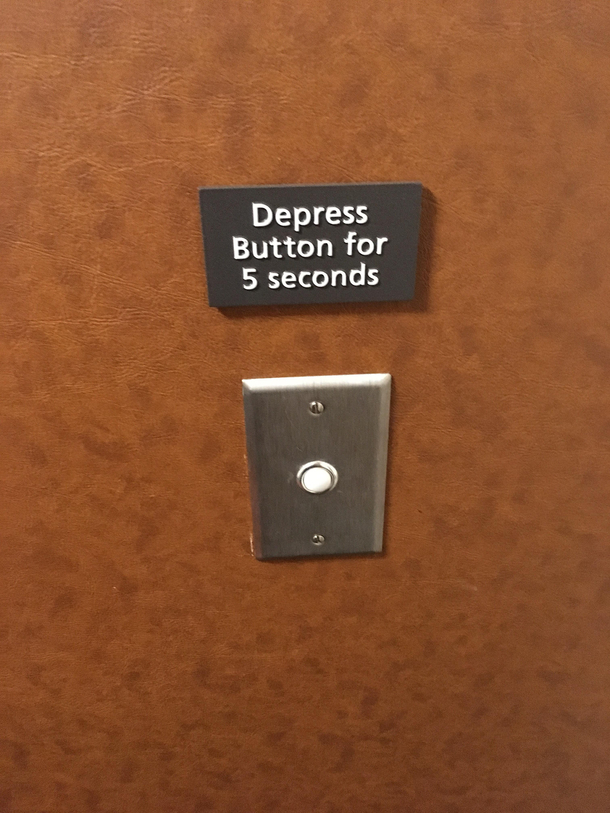 Depress
Button for
5 seconds